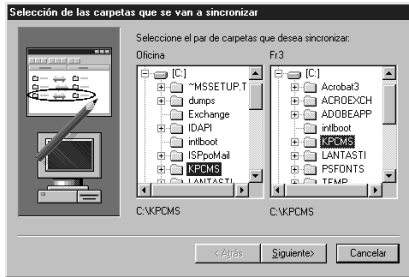 Selección de las carpetas que se van a sincronizar
Seleccione el par de carpetas que desea sincronizar:
Oficina
[C:]
~MSSETUP.T
dumps
Exchange
IDAPI
intlboot
ISPpoMail
KPCMS
LANTASTI
C:\KPCMS
Fr3
[C:]
Acrobat3
ACROEXCH
ADOBEAPP
intlboot
KPCMS
LANTASTI
PSFONTS
TEMP
C:\KPCMS
< Atrás
Siguiente>
Cancelar